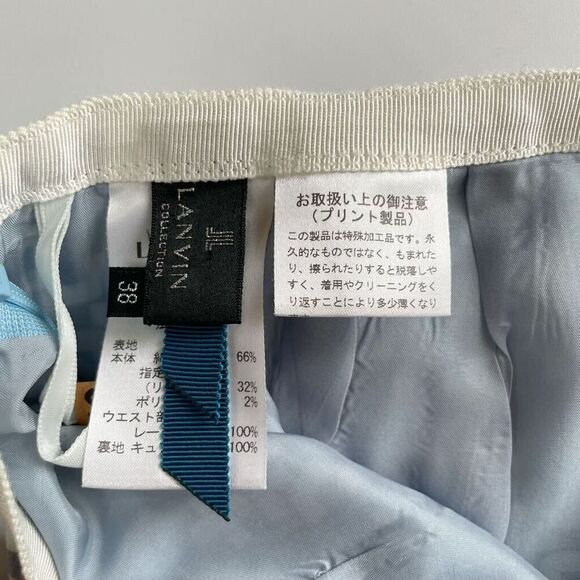 JL
LANVIN
COLLECTION
38
L
お取扱い上の御注意
(プリント製品)
この製品は特殊加工品です。永
久的なものではなく、もまれた
り、擦られたりすると脱落しや
すく、着用やクリーニングをく
り返すことにより多少薄くなり
表地
本体 66%
指定
(リ 32%
ポリ 2%
ウエスト部
レー 100%
裏地 キュ 100%